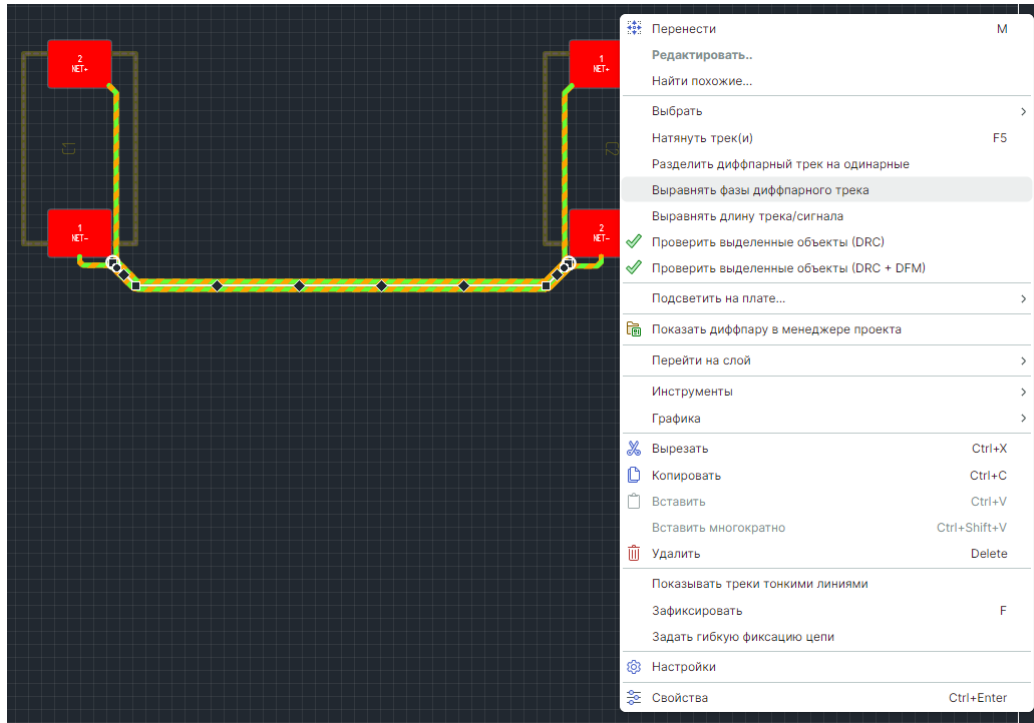 2
NET+
1
NET+
C1
1
NET-
2
NET-
Перенести M
Редактировать..
Найти похожие...
Выбрать
Натянуть трек(и) F5
Разделить диффпарный трек на одинарные
Выравнять фазы диффпарного трека
Выравнять длину трека/сигнала
Проверить выделенные объекты (DRC)
Проверить выделенные объекты (DRC + DFM)
Подсветить на плате...
Показать диффпару в менеджере проекта
Перейти на слой
Инструменты
Графика
Вырезать Ctrl+X
Копировать Ctrl+C
Вставить Ctrl+V
Вставить многократно Ctrl+Shift+V
Удалить Delete
Показывать треки тонкими линиями
Зафиксировать F
Задать гибкую фиксацию цепи
Настройки
Свойства Ctrl+Enter